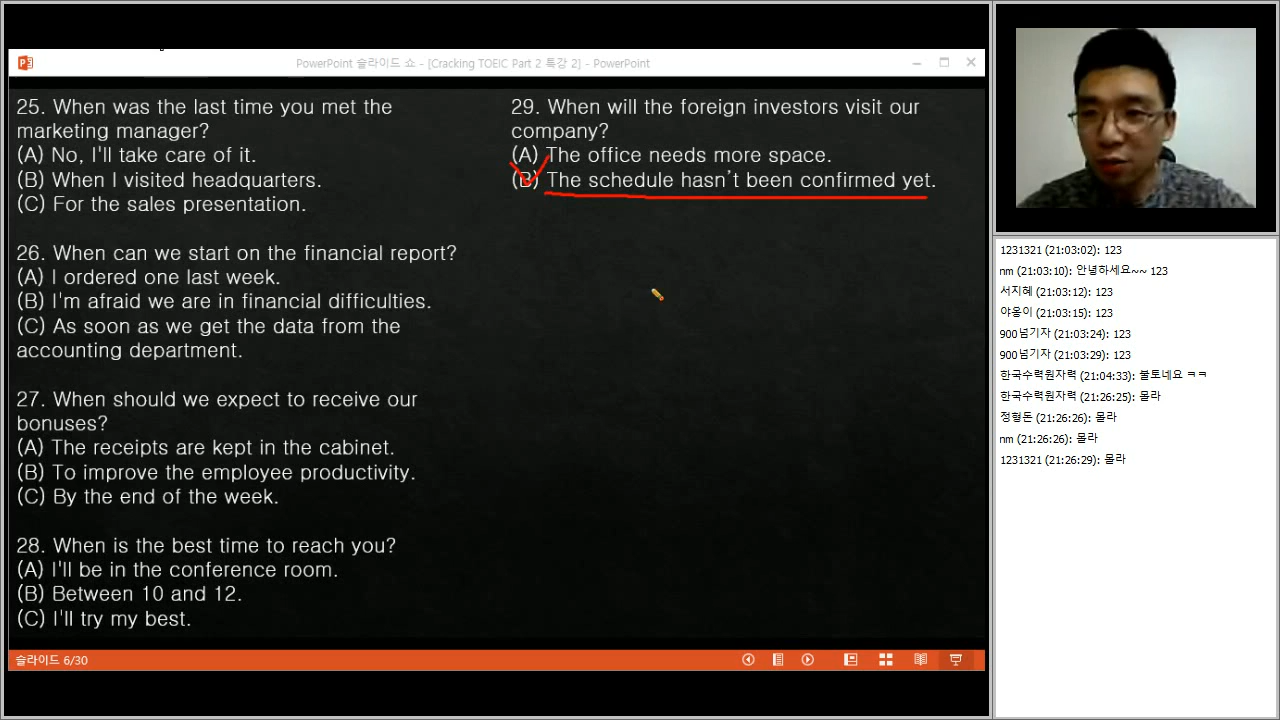 PowerPoint 슬라이드 쇼 - [Cracking TOEIC Part 2 특강 2] - PowerPoint
25. When was the last time you met the
marketing manager?
(A) No, I'll take care of it.
(B) When I visited headquarters.
(C) For the sales presentation.
26. When can we start on the financial report?
(A) I ordered one last week.
(B) I'm afraid we are in financial difficulties.
(C) As soon as we get the data from the
accounting department.
27. When should we expect to receive our
bonuses?
(A) The receipts are kept in the cabinet.
(B) To improve the employee productivity.
(C) By the end of the week.
28. When is the best time to reach you?
(A) I'll be in the conference room.
(B) Between 10 and 12.
(C) I'll try my best.
29. When will the foreign investors visit our
company?
(A) The office needs more space.
(B) The schedule hasn't been confirmed yet.
슬라이드 6/30
1231321 (21:03:02): 123
nm (21:03:10): 안녕하세요~~ 123
서지혜 (21:03:12): 123
야옹이 (21:03:15): 123
900넘기자 (21:03:24): 123
900넘기자 (21:03:29): 123
한국수력원자력 (21:04:33): 불토네요 ㅋㅋ
한국수력원자력 (21:26:25): 몰라
정형돈 (21:26:26): 몰라
nm (21:26:26): 몰라
1231321 (21:26:29): 몰라